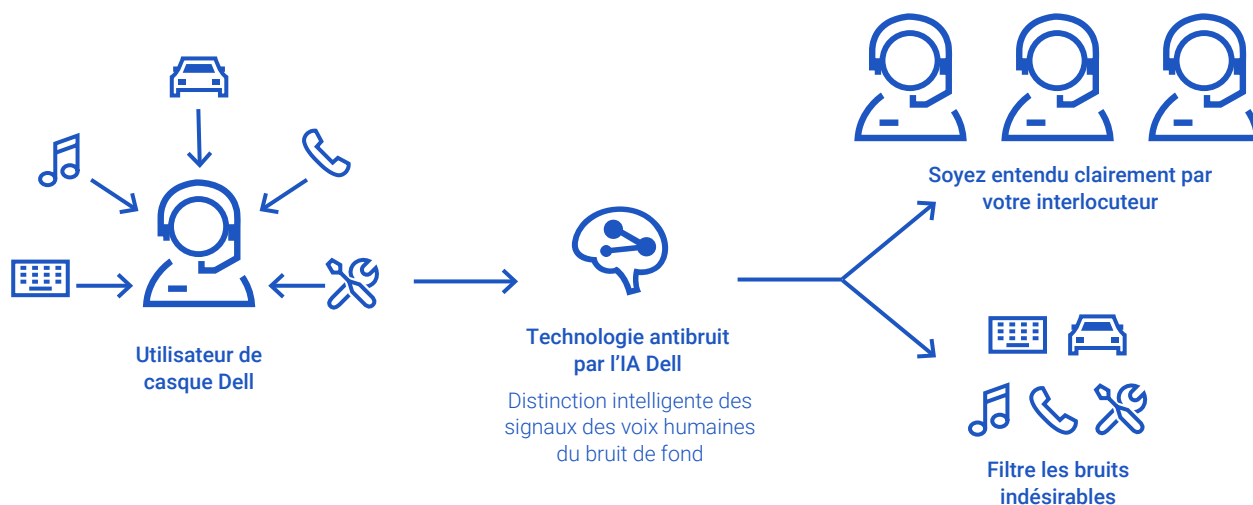 Utilisateur de
casque Dell
Technologie antibruit
par l’IA Dell
Distinction intelligente des
signaux des voix humaines
du bruit de fond
Soyez entendu clairement par
votre interlocuteur
Filtre les bruits
indésirables